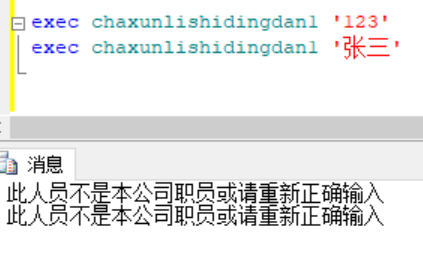 exec chaxunlishidingdan1 '123'
exec chaxunlishidingdan1 '张三'
消息
此人员不是本公司职员或请重新正确输入
此人员不是本公司职员或请重新正确输入